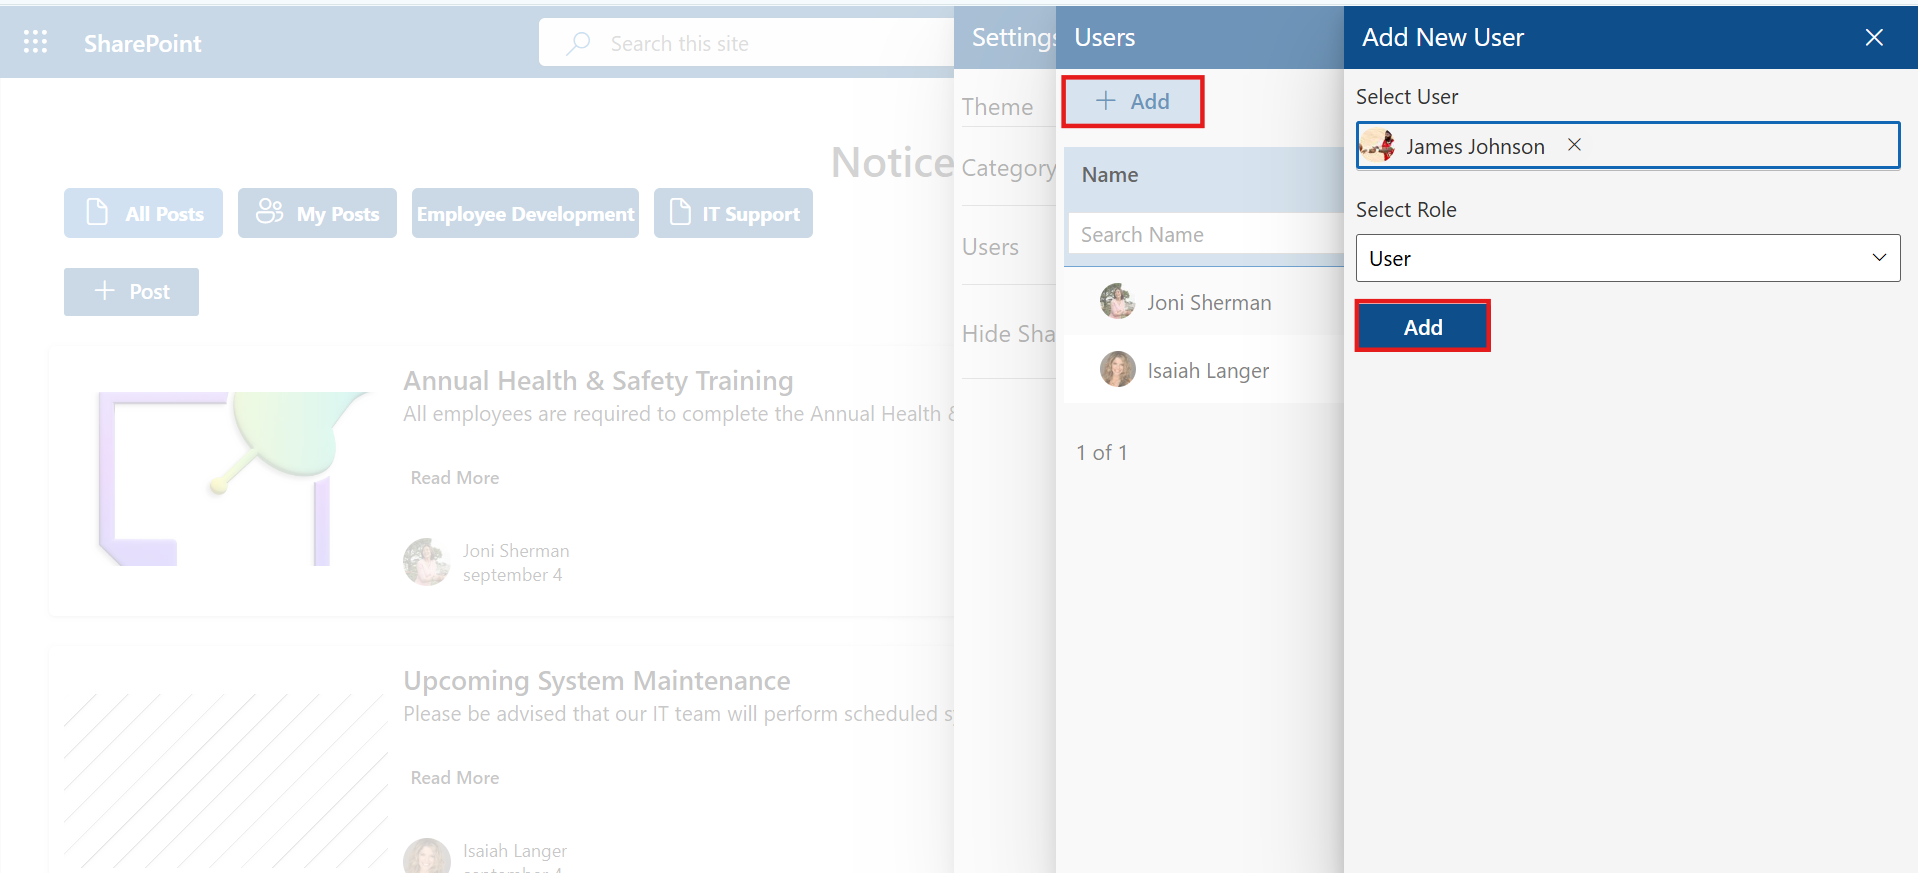 SharePoint
Search this site
Notice
All Posts
My Posts
Employee Development
IT Support
Post
Annual Health & Safety Training
All employees are required to complete the Annual Health &
Read More
Joni Sherman
september 4
Upcoming System Maintenance
Please be advised that our IT team will perform scheduled s
Read More
Isaiah Langer
september 4
Settings
Theme
Category
Users
Hide Sha
Users
Add
Name
Search Name
Joni Sherman
Isaiah Langer
1 of 1
Add New User
Select User
James Johnson
Select Role
User
Add